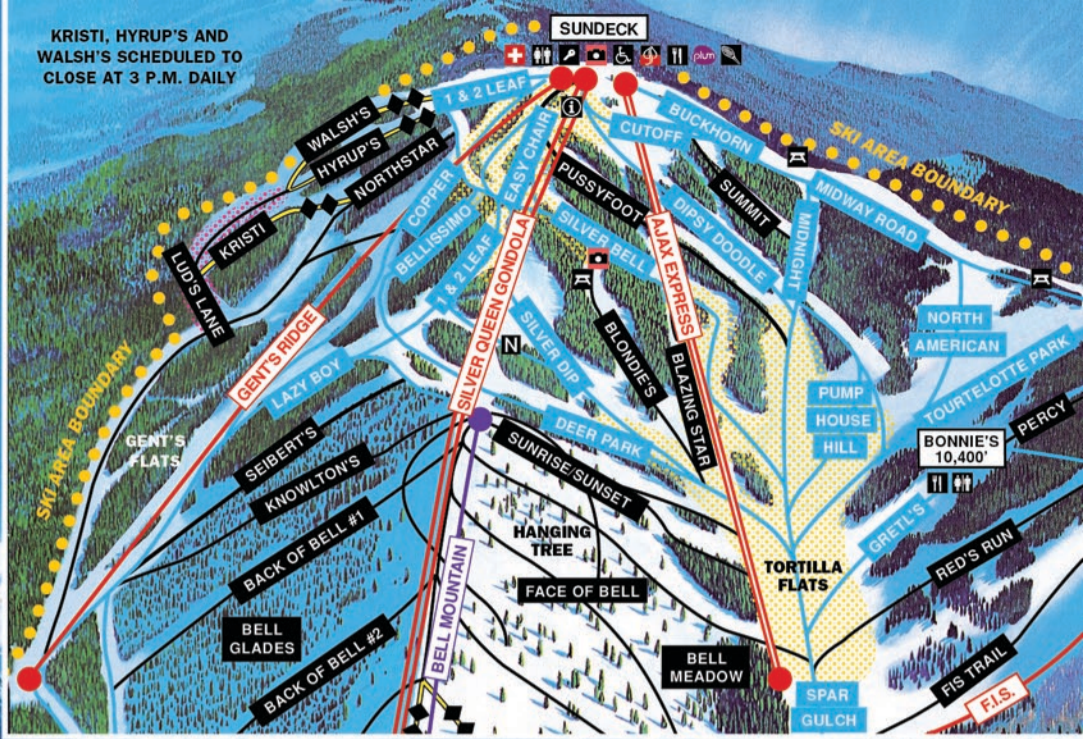 KRISTI, HYRUP'S AND
WALSH'S SCHEDULED TO
CLOSE AT 3 P.M. DAILY
SUNDECK
plum
i
1 & 2 LEAF
WALSH'S
HYRUP'S
NORTHSTAR
KRISTI
LUD'S LANE
COPPER
BELLISSIMO
EASY CHAIR
1 & 2 LEAF
CUTOFF
BUCKHORN
SKI AREA BOUNDARY
PUSSYFOOT
SUMMIT
MIDWAY ROAD
DIPSY DOODLE
MIDNIGHT
SILVER BELL
AJAX EXPRESS
SILVER QUEEN GONDOLA
GENT'S RIDGE
LAZY BOY
SKI AREA BOUNDARY
GENT'S
FLATS
N
SILVER DIP
BLONDIE'S
BLAZING STAR
NORTH
AMERICAN
TOURTELOTTE PARK
PUMP
HOUSE
HILL
PERCY
BONNIE'S
10,400'
DEER PARK
SEIBERT'S
KNOWLTON'S
SUNRISE/SUNSET
BACK OF BELL #1
HANGING
TREE
FACE OF BELL
TORTILLA
FLATS
GRETL'S
RED'S RUN
BELL MOUNTAIN
BELL
GLADES
BACK OF BELL #2
BELL
MEADOW
SPAR
GULCH
FIS TRAIL
F.I.S.